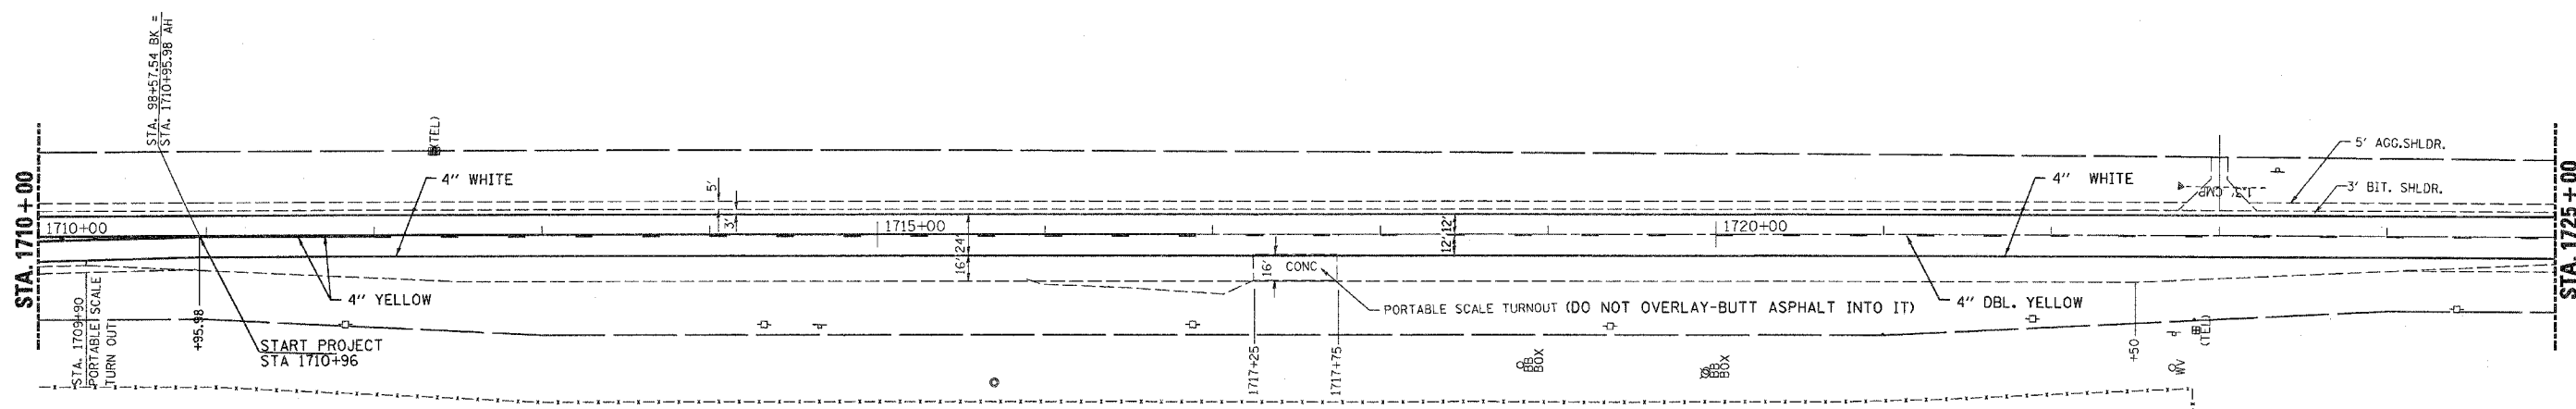 STA. 98+57.54 BK =
STA. 1710+95.98 AH
STA. 1710+00
(TEL)
4" WHITE
5'
3'
4" WHITE
5' AGG.SHLDR.
3' BIT. SHLDR.
STA. 1725+00
1710+00
1715+00
1720+00
16' 24'
12' 12'
16'
CONC
4" YELLOW
PORTABLE SCALE TURNOUT (DO NOT OVERLAY-BUTT ASPHALT INTO IT)
4" DBL. YELLOW
STA. 1709+90
PORTABLE SCALE
TURN OUT
+95.98
START PROJECT
STA 1710+96
1717+25
1717+75
BB
BOX
BB
BOX
+50
WV
(TEL)